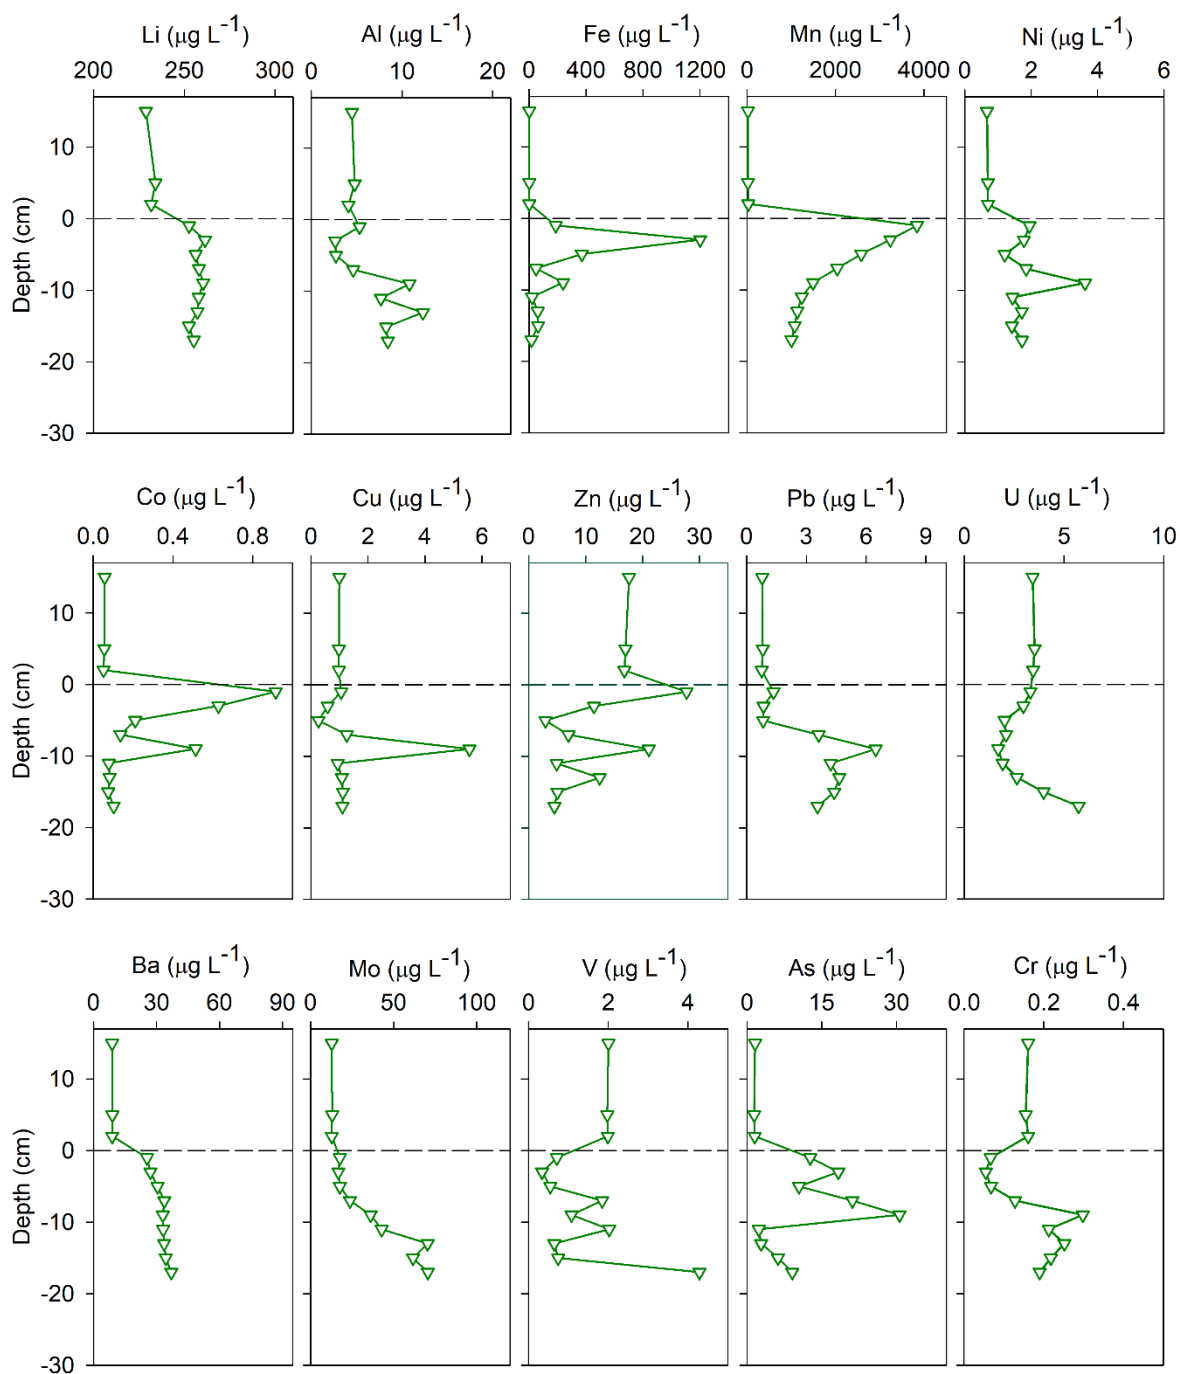 Li (μg L⁻¹) Al (μg L⁻¹) Fe (μg L⁻¹) Mn (μg L⁻¹) Ni (μg L⁻¹)
200 250 300 0 10 20 0 400 800 1200 0 2000 4000 0 2 4 6
10
0
-10
-20
-30
Depth (cm)
Co (μg L⁻¹) Cu (μg L⁻¹) Zn (μg L⁻¹) Pb (μg L⁻¹) U (μg L⁻¹)
0.0 0.4 0.8 0 2 4 6 0 10 20 30 0 3 6 9 0 5 10
10
0
-10
-20
-30
Depth (cm)
Ba (μg L⁻¹) Mo (μg L⁻¹) V (μg L⁻¹) As (μg L⁻¹) Cr (μg L⁻¹)
0 30 60 90 0 50 100 0 2 4 0 15 30 0.0 0.2 0.4
10
0
-10
-20
-30
Depth (cm)